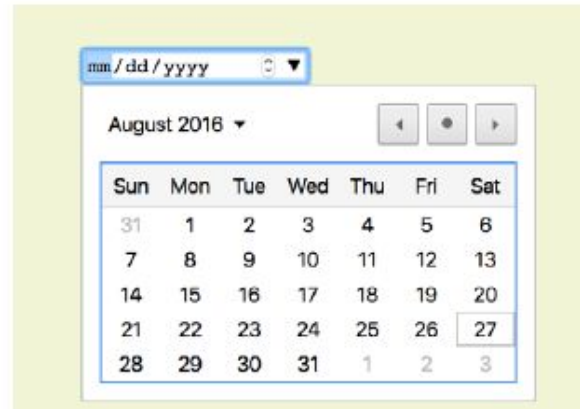 mm/dd/yyyy
August 2016
Sun Mon Tue Wed Thu Fri Sat
31 1 2 3 4 5 6
7 8 9 10 11 12 13
14 15 16 17 18 19 20
21 22 23 24 25 26 27
28 29 30 31 1 2 3